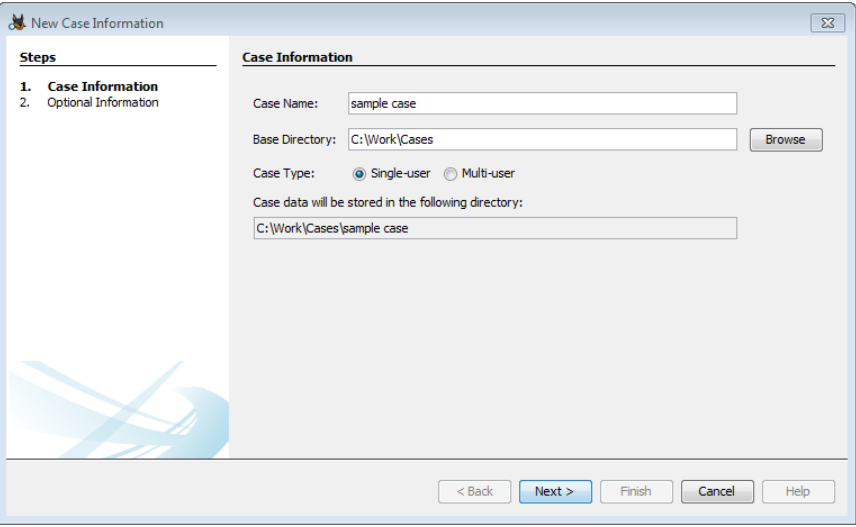 New Case Information
Steps
1. Case Information
2. Optional Information
Case Information
Case Name: sample case
Base Directory: C:\Work\Cases Browse
Case Type: Single-user Multi-user
Case data will be stored in the following directory:
C:\Work\Cases\sample case
< Back Next > Finish Cancel Help